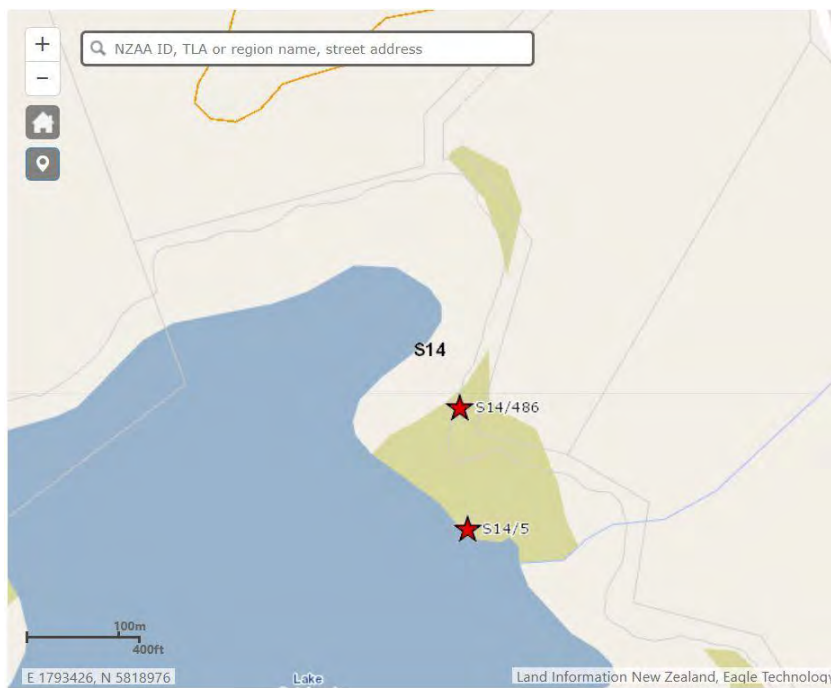 +
NZAA ID, TLA or region name, street address
−
S14
S14/486
S14/5
100m
400ft
E 1793426, N 5818976
Lake
Land Information New Zealand, Eagle Technology